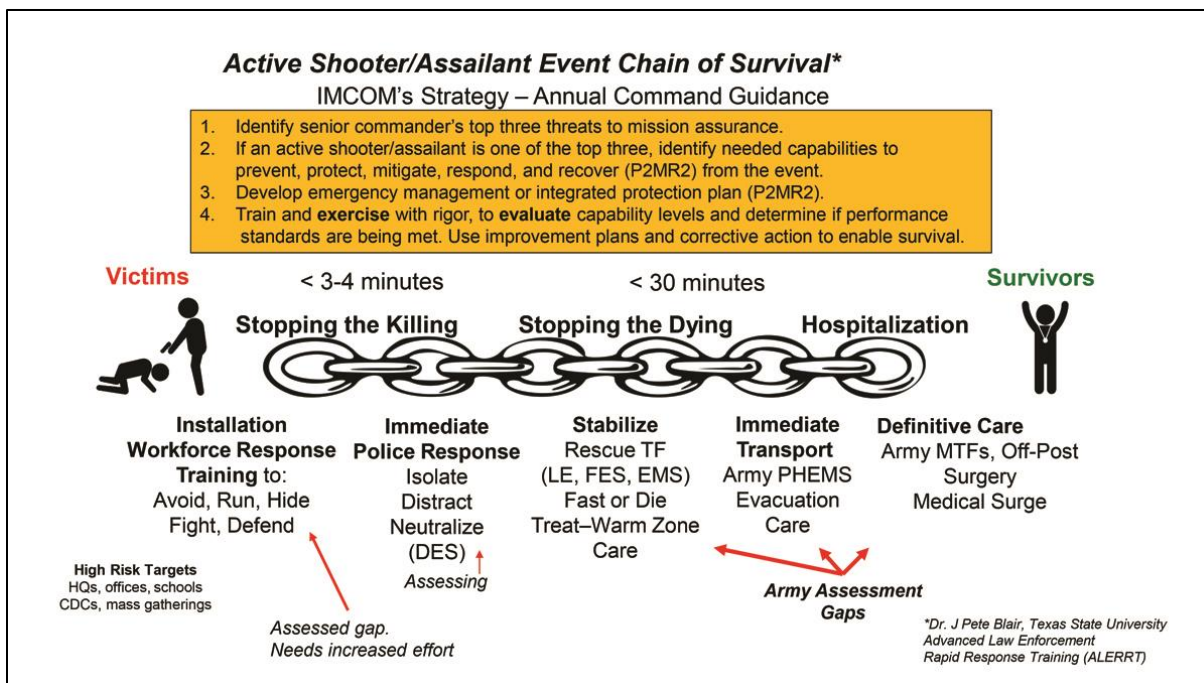 Active Shooter/Assailant Event Chain of Survival*
IMCOM's Strategy – Annual Command Guidance
1. Identify senior commander's top three threats to mission assurance.
2. If an active shooter/assailant is one of the top three, identify needed capabilities to
prevent, protect, mitigate, respond, and recover (P2MR2) from the event.
3. Develop emergency management or integrated protection plan (P2MR2).
4. Train and exercise with rigor, to evaluate capability levels and determine if performance
standards are being met. Use improvement plans and corrective action to enable survival.
Victims
< 3-4 minutes
< 30 minutes
Survivors
Stopping the Killing
Stopping the Dying
Hospitalization
Installation
Workforce Response
Training to:
Avoid, Run, Hide
Fight, Defend
Immediate
Police Response
Isolate
Distract
Neutralize
(DES)
Assessing
Stabilize
Rescue TF
(LE, FES, EMS)
Fast or Die
Treat–Warm Zone
Care
Immediate
Transport
Army PHEMS
Evacuation
Care
Definitive Care
Army MTFs, Off-Post
Surgery
Medical Surge
High Risk Targets
HQs, offices, schools
CDCs, mass gatherings
Assessed gap.
Needs increased effort
Army Assessment
Gaps
*Dr. J Pete Blair, Texas State University
Advanced Law Enforcement
Rapid Response Training (ALERRT)